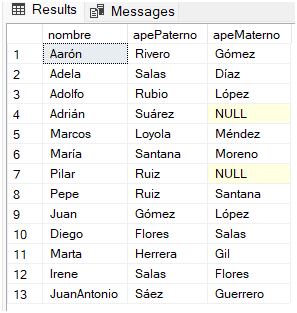 Results Messages
nombre apePaterno apeMaterno
1 Aarón Rivero Gómez
2 Adela Salas Díaz
3 Adolfo Rubio López
4 Adrián Suárez NULL
5 Marcos Loyola Méndez
6 María Santana Moreno
7 Pilar Ruiz NULL
8 Pepe Ruiz Santana
9 Juan Gómez López
10 Diego Flores Salas
11 Marta Herrera Gil
12 Irene Salas Flores
13 JuanAntonio Sáez Guerrero